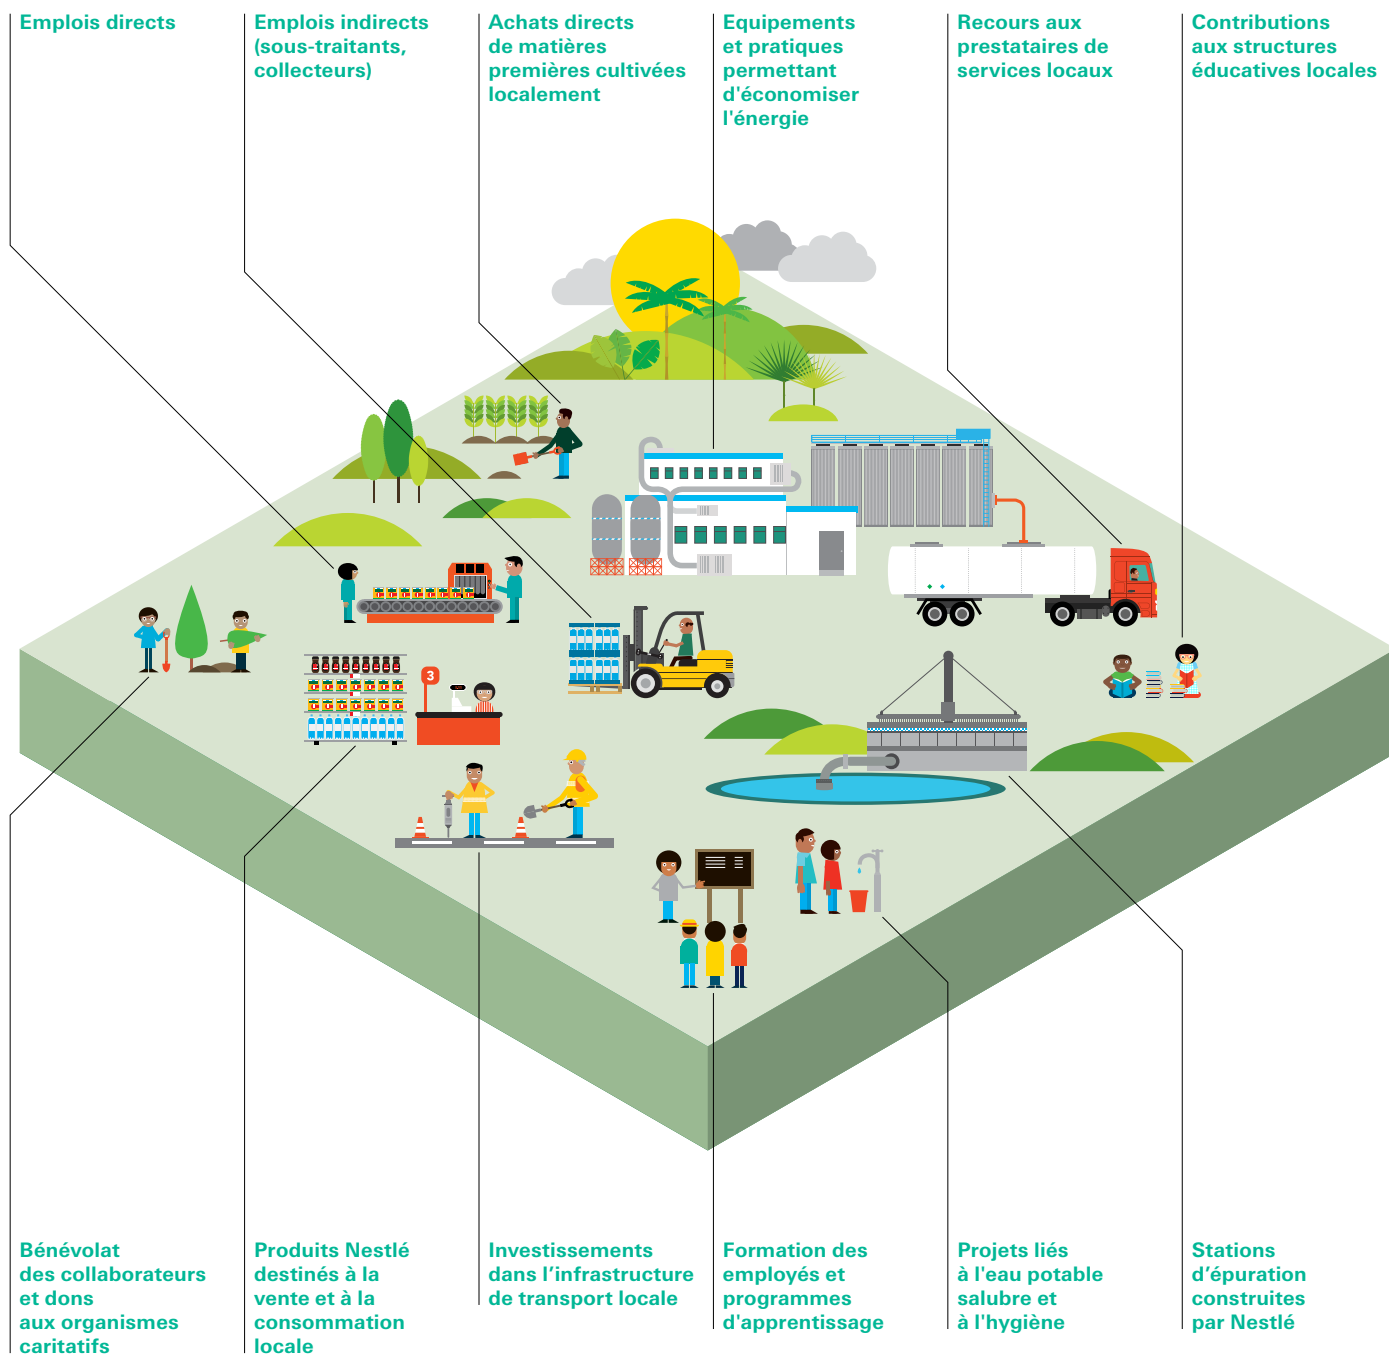 Emplois directs
Emplois indirects
(sous-traitants,
collecteurs)
Achats directs
de matières
premières cultivées
localement
Equipements
et pratiques
permettant
d'économiser
l'énergie
Recours aux
prestataires de
services locaux
Contributions
aux structures
éducatives locales
3
Bénévolat
des collaborateurs
et dons
aux organismes
caritatifs
Produits Nestlé
destinés à la
vente et à la
consommation
locale
Investissements
dans l’infrastructure
de transport locale
Formation des
employés et
programmes
d'apprentissage
Projets liés
à l'eau potable
salubre et
à l'hygiène
Stations
d’épuration
construites
par Nestlé